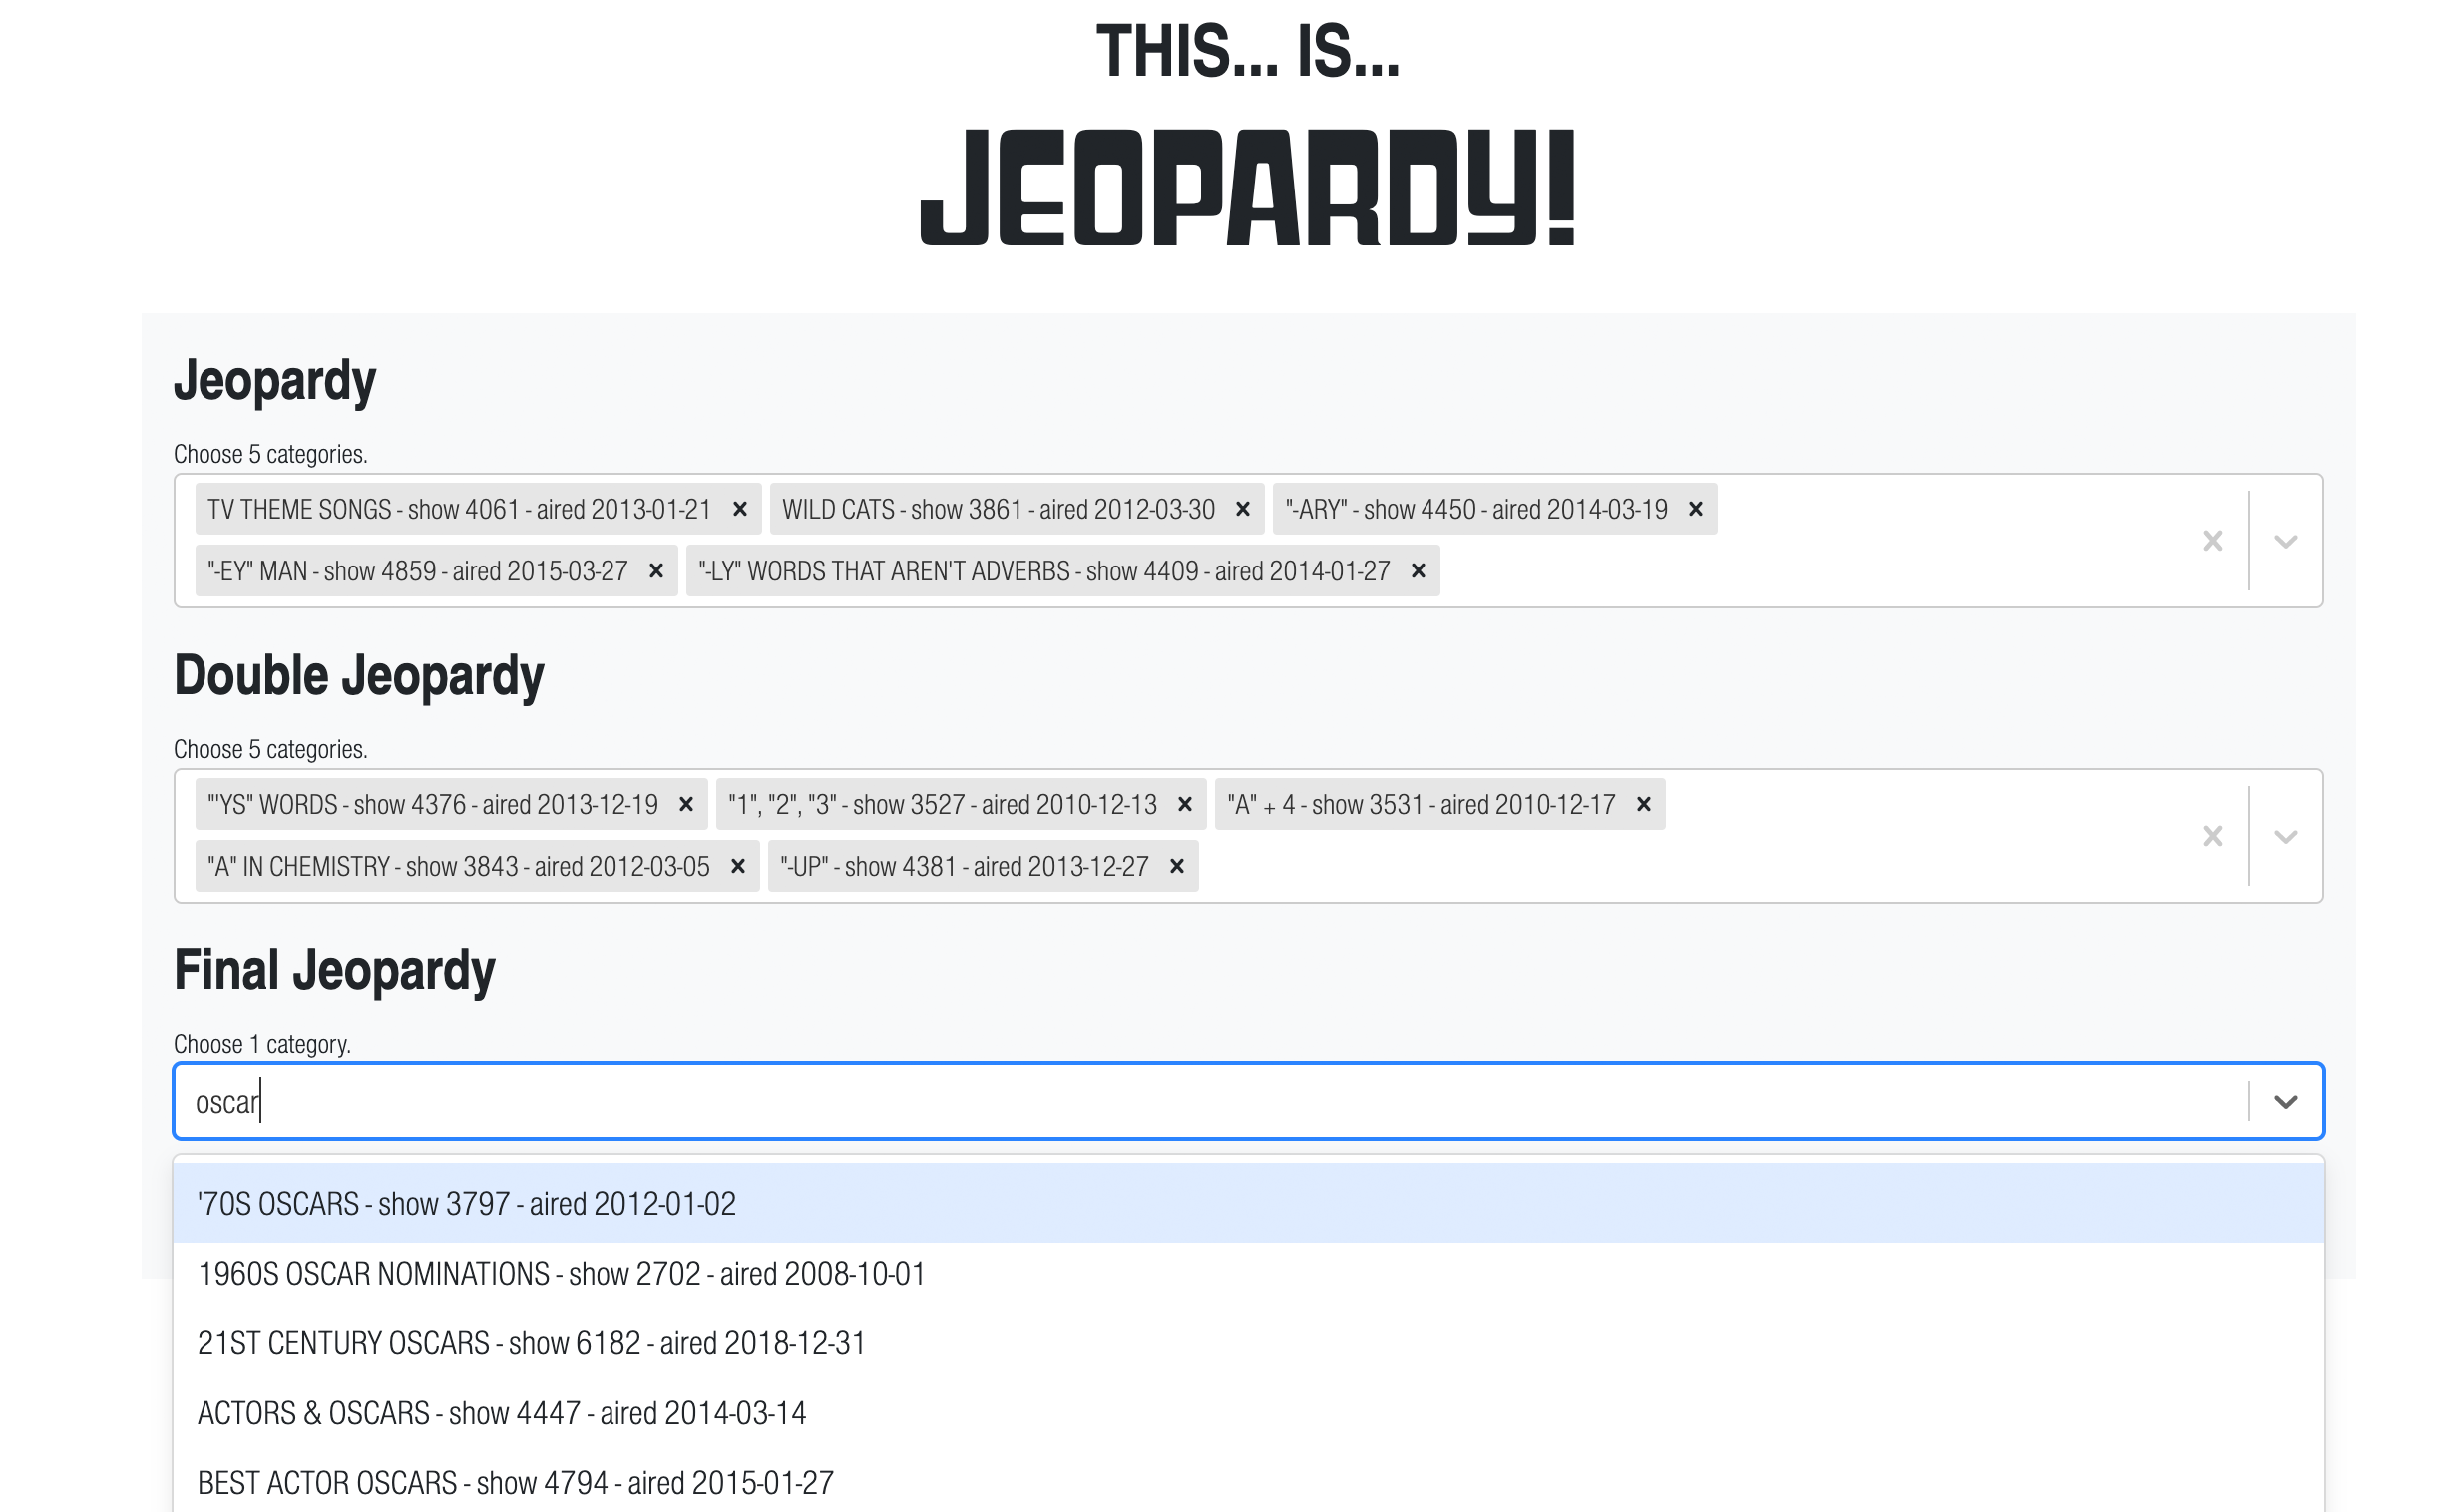 THIS... IS...
JEOPARDY!
Jeopardy
Choose 5 categories.
TV THEME SONGS - show 4061 - aired 2013-01-21 × WILD CATS - show 3861 - aired 2012-03-30 × "-ARY" - show 4450 - aired 2014-03-19 ×
"-EY" MAN - show 4859 - aired 2015-03-27 × "-LY" WORDS THAT AREN'T ADVERBS - show 4409 - aired 2014-01-27 ×
Double Jeopardy
Choose 5 categories.
"'YS" WORDS - show 4376 - aired 2013-12-19 × "1", "2", "3" - show 3527 - aired 2010-12-13 × "A" + 4 - show 3531 - aired 2010-12-17 ×
"A" IN CHEMISTRY - show 3843 - aired 2012-03-05 × "-UP" - show 4381 - aired 2013-12-27 ×
Final Jeopardy
Choose 1 category.
oscar
'70S OSCARS - show 3797 - aired 2012-01-02
1960S OSCAR NOMINATIONS - show 2702 - aired 2008-10-01
21ST CENTURY OSCARS - show 6182 - aired 2018-12-31
ACTORS & OSCARS - show 4447 - aired 2014-03-14
BEST ACTOR OSCARS - show 4794 - aired 2015-01-27